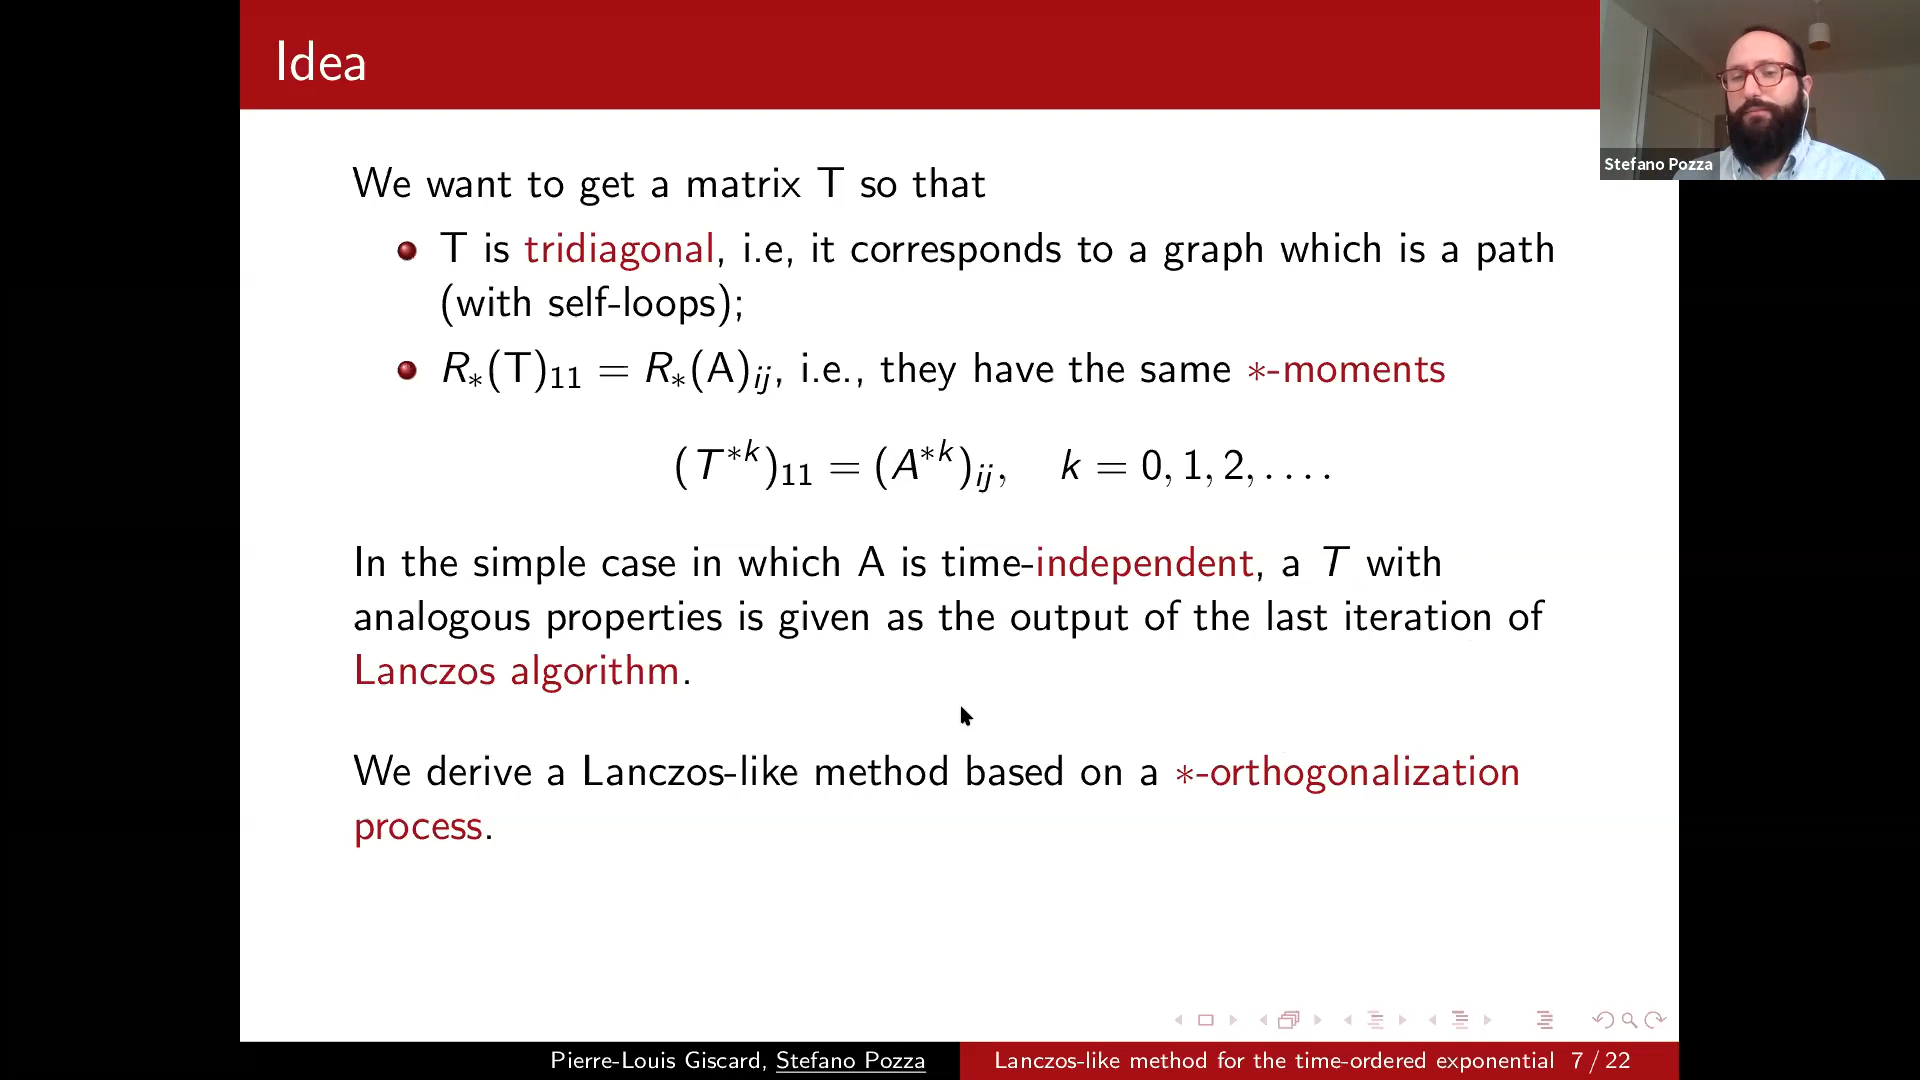 Idea
Stefano Pozza
We want to get a matrix T so that
T is tridiagonal, i.e, it corresponds to a graph which is a path
(with self-loops);
R∗(T)₁₁ = R∗(A)ᵢⱼ, i.e., they have the same ∗-moments
(T^{∗k})₁₁ = (A^{∗k})ᵢⱼ, k = 0, 1, 2, . . . .
In the simple case in which A is time-independent, a T with
analogous properties is given as the output of the last iteration of
Lanczos algorithm.
We derive a Lanczos-like method based on a ∗-orthogonalization
process.
Pierre-Louis Giscard, Stefano Pozza
Lanczos-like method for the time-ordered exponential 7 / 22